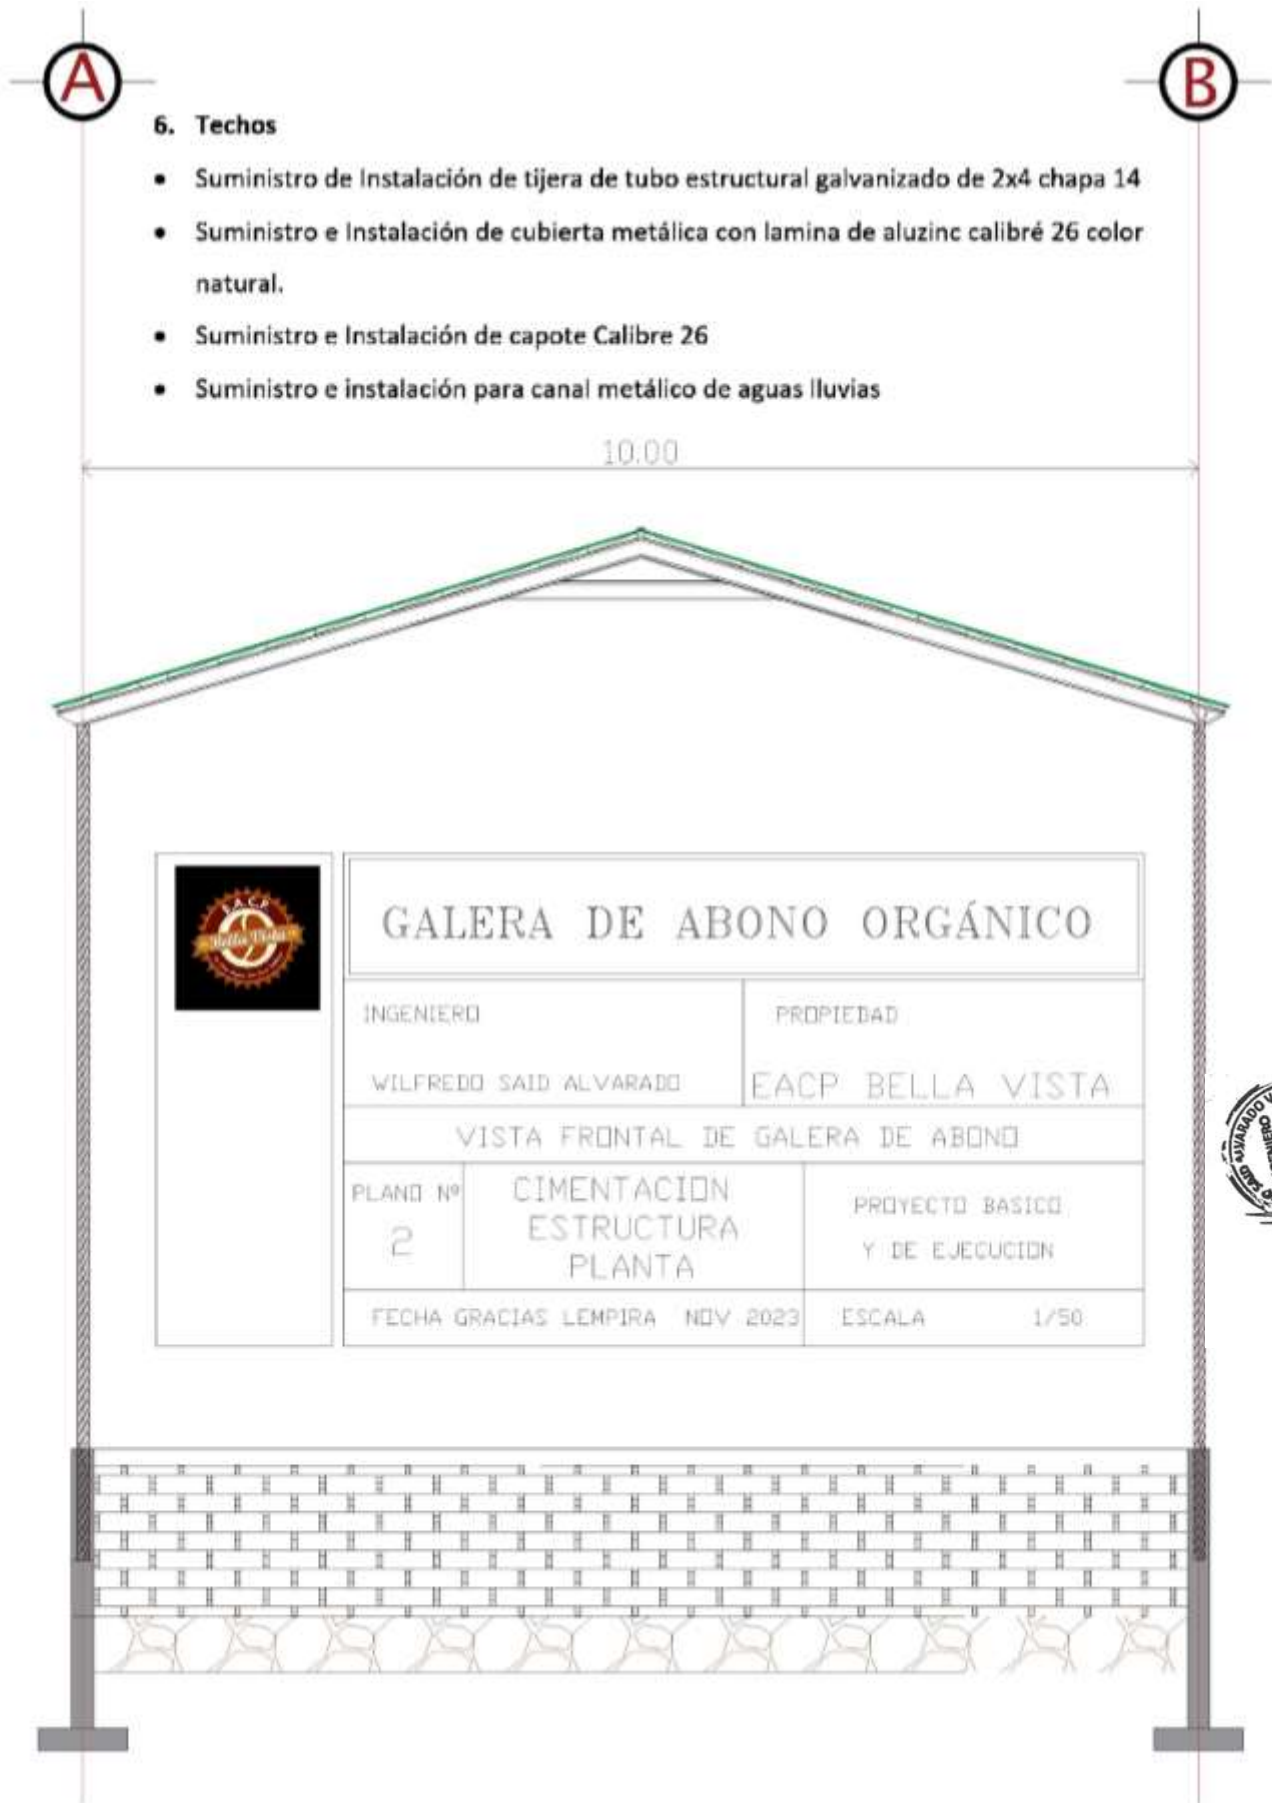 A
B
6. Techos
• Suministro de Instalación de tijera de tubo estructural galvanizado de 2x4 chapa 14
• Suministro e Instalación de cubierta metálica con lamina de aluzinc calibré 26 color
natural.
• Suministro e Instalación de capote Calibre 26
• Suministro e instalación para canal metálico de aguas lluvias
10.00
E.A.C.P.
Bella Vista
GALERA DE ABONO ORGÁNICO
INGENIERO
PROPIEDAD
WILFREDO SAID ALVARADO
EACP BELLA VISTA
VISTA FRONTAL DE GALERA DE ABONO
PLANO Nº
2
CIMENTACION
ESTRUCTURA
PLANTA
PROYECTO BASICO
Y DE EJECUCION
FECHA GRACIAS LEMPIRA NOV 2023
ESCALA 1/50
SAID ALVARADO